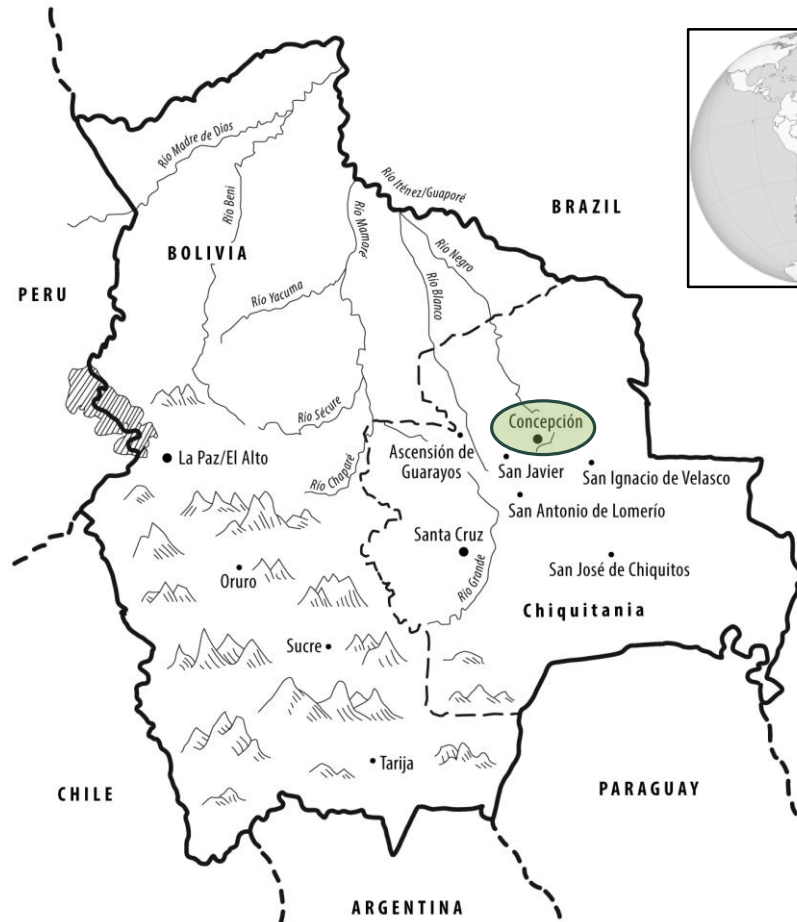 Río Madre de Dios
Río Beni
Río Mamoré
Río Iténez/Guaporé
BRAZIL
BOLIVIA
Río Negro
PERU
Río Yacuma
Río Blanco
Río Sécure
Concepción
La Paz/El Alto
Río Chaparé
Ascensión de
Guarayos
San Javier
San Ignacio de Velasco
San Antonio de Lomerío
Santa Cruz
Oruro
Río Grande
San José de Chiquitos
Chiquitania
Sucre
Tarija
CHILE
PARAGUAY
ARGENTINA